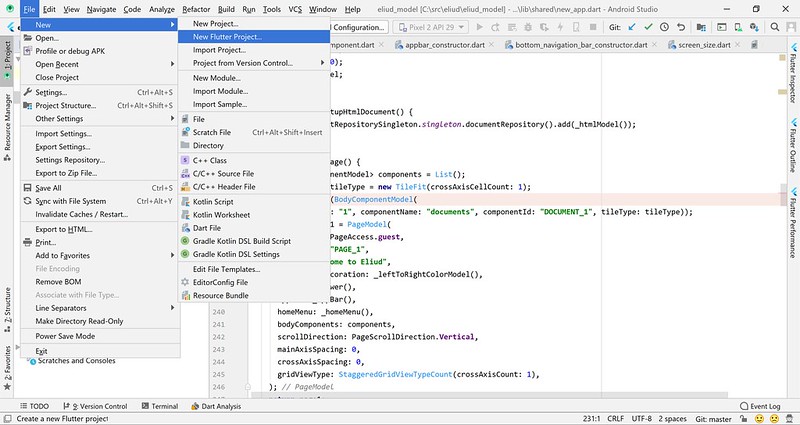 File Edit View Navigate Code Analyze Refactor Build Run Tools VCS Window Help eliud_model [C:\src\eliud\eliud_model] - ...\lib\shared\new_app.dart - Android Studio
New
Open...
Profile or debug APK
Open Recent
Close Project
Settings... Ctrl+Alt+S
Project Structure... Ctrl+Alt+Shift+S
Other Settings
Import Settings...
Export Settings...
Settings Repository...
Export to Zip File...
Save All Ctrl+S
Sync with File System Ctrl+Alt+Y
Invalidate Caches / Restart...
Export to HTML...
Print...
Add to Favorites
File Encoding
Remove BOM
Associate with File Type...
Line Separators
Make Directory Read-Only
Power Save Mode
Exit
Scratches and Consoles
New Project...
New Flutter Project...
Import Project...
Project from Version Control...
New Module...
Import Module...
Import Sample...
File
Scratch File Ctrl+Alt+Shift+Insert
Directory
C++ Class
C/C++ Source File
C/C++ Header File
Kotlin Script
Kotlin Worksheet
Dart File
Gradle Kotlin DSL Build Script
Gradle Kotlin DSL Settings
Edit File Templates...
EditorConfig File
Resource Bundle
Configuration... Pixel 2 API 29
mponent.dart appbar_constructor.dart bottom_navigation_bar_constructor.dart screen_size.dart
0);
el;
tupHtmlDocument() {
tRepositorySingleton.singleton.documentRepository().add(_htmlModel());
age() {
onentModel> components = List();
tileType = new TileFit(crossAxisCellCount: 1);
(BodyComponentModel(
: "1", componentName: "documents", componentId: "DOCUMENT_1", tileType: tileType));
1 = PageModel(
PageAccess.guest,
"PAGE_1",
ome to Eliud",
coration: _leftToRightColorModel(),
wer(),
Bar(),
240 homeMenu: _homeMenu(),
241 bodyComponents: components,
242 scrollDirection: PageScrollDirection.Vertical,
243 mainAxisSpacing: 0,
244 crossAxisSpacing: 0,
245 gridViewType: StaggeredGridViewTypeCount(crossAxisCount: 1),
246 ); // PageModel
1: Project
Resource Manager
7: Structure
2: Favorites
Flutter Inspector
Flutter Outline
Flutter Performance
TODO 9: Version Control Terminal Dart Analysis Event Log
Create a new Flutter project! 231:1 CRLF UTF-8 2 spaces Git: master